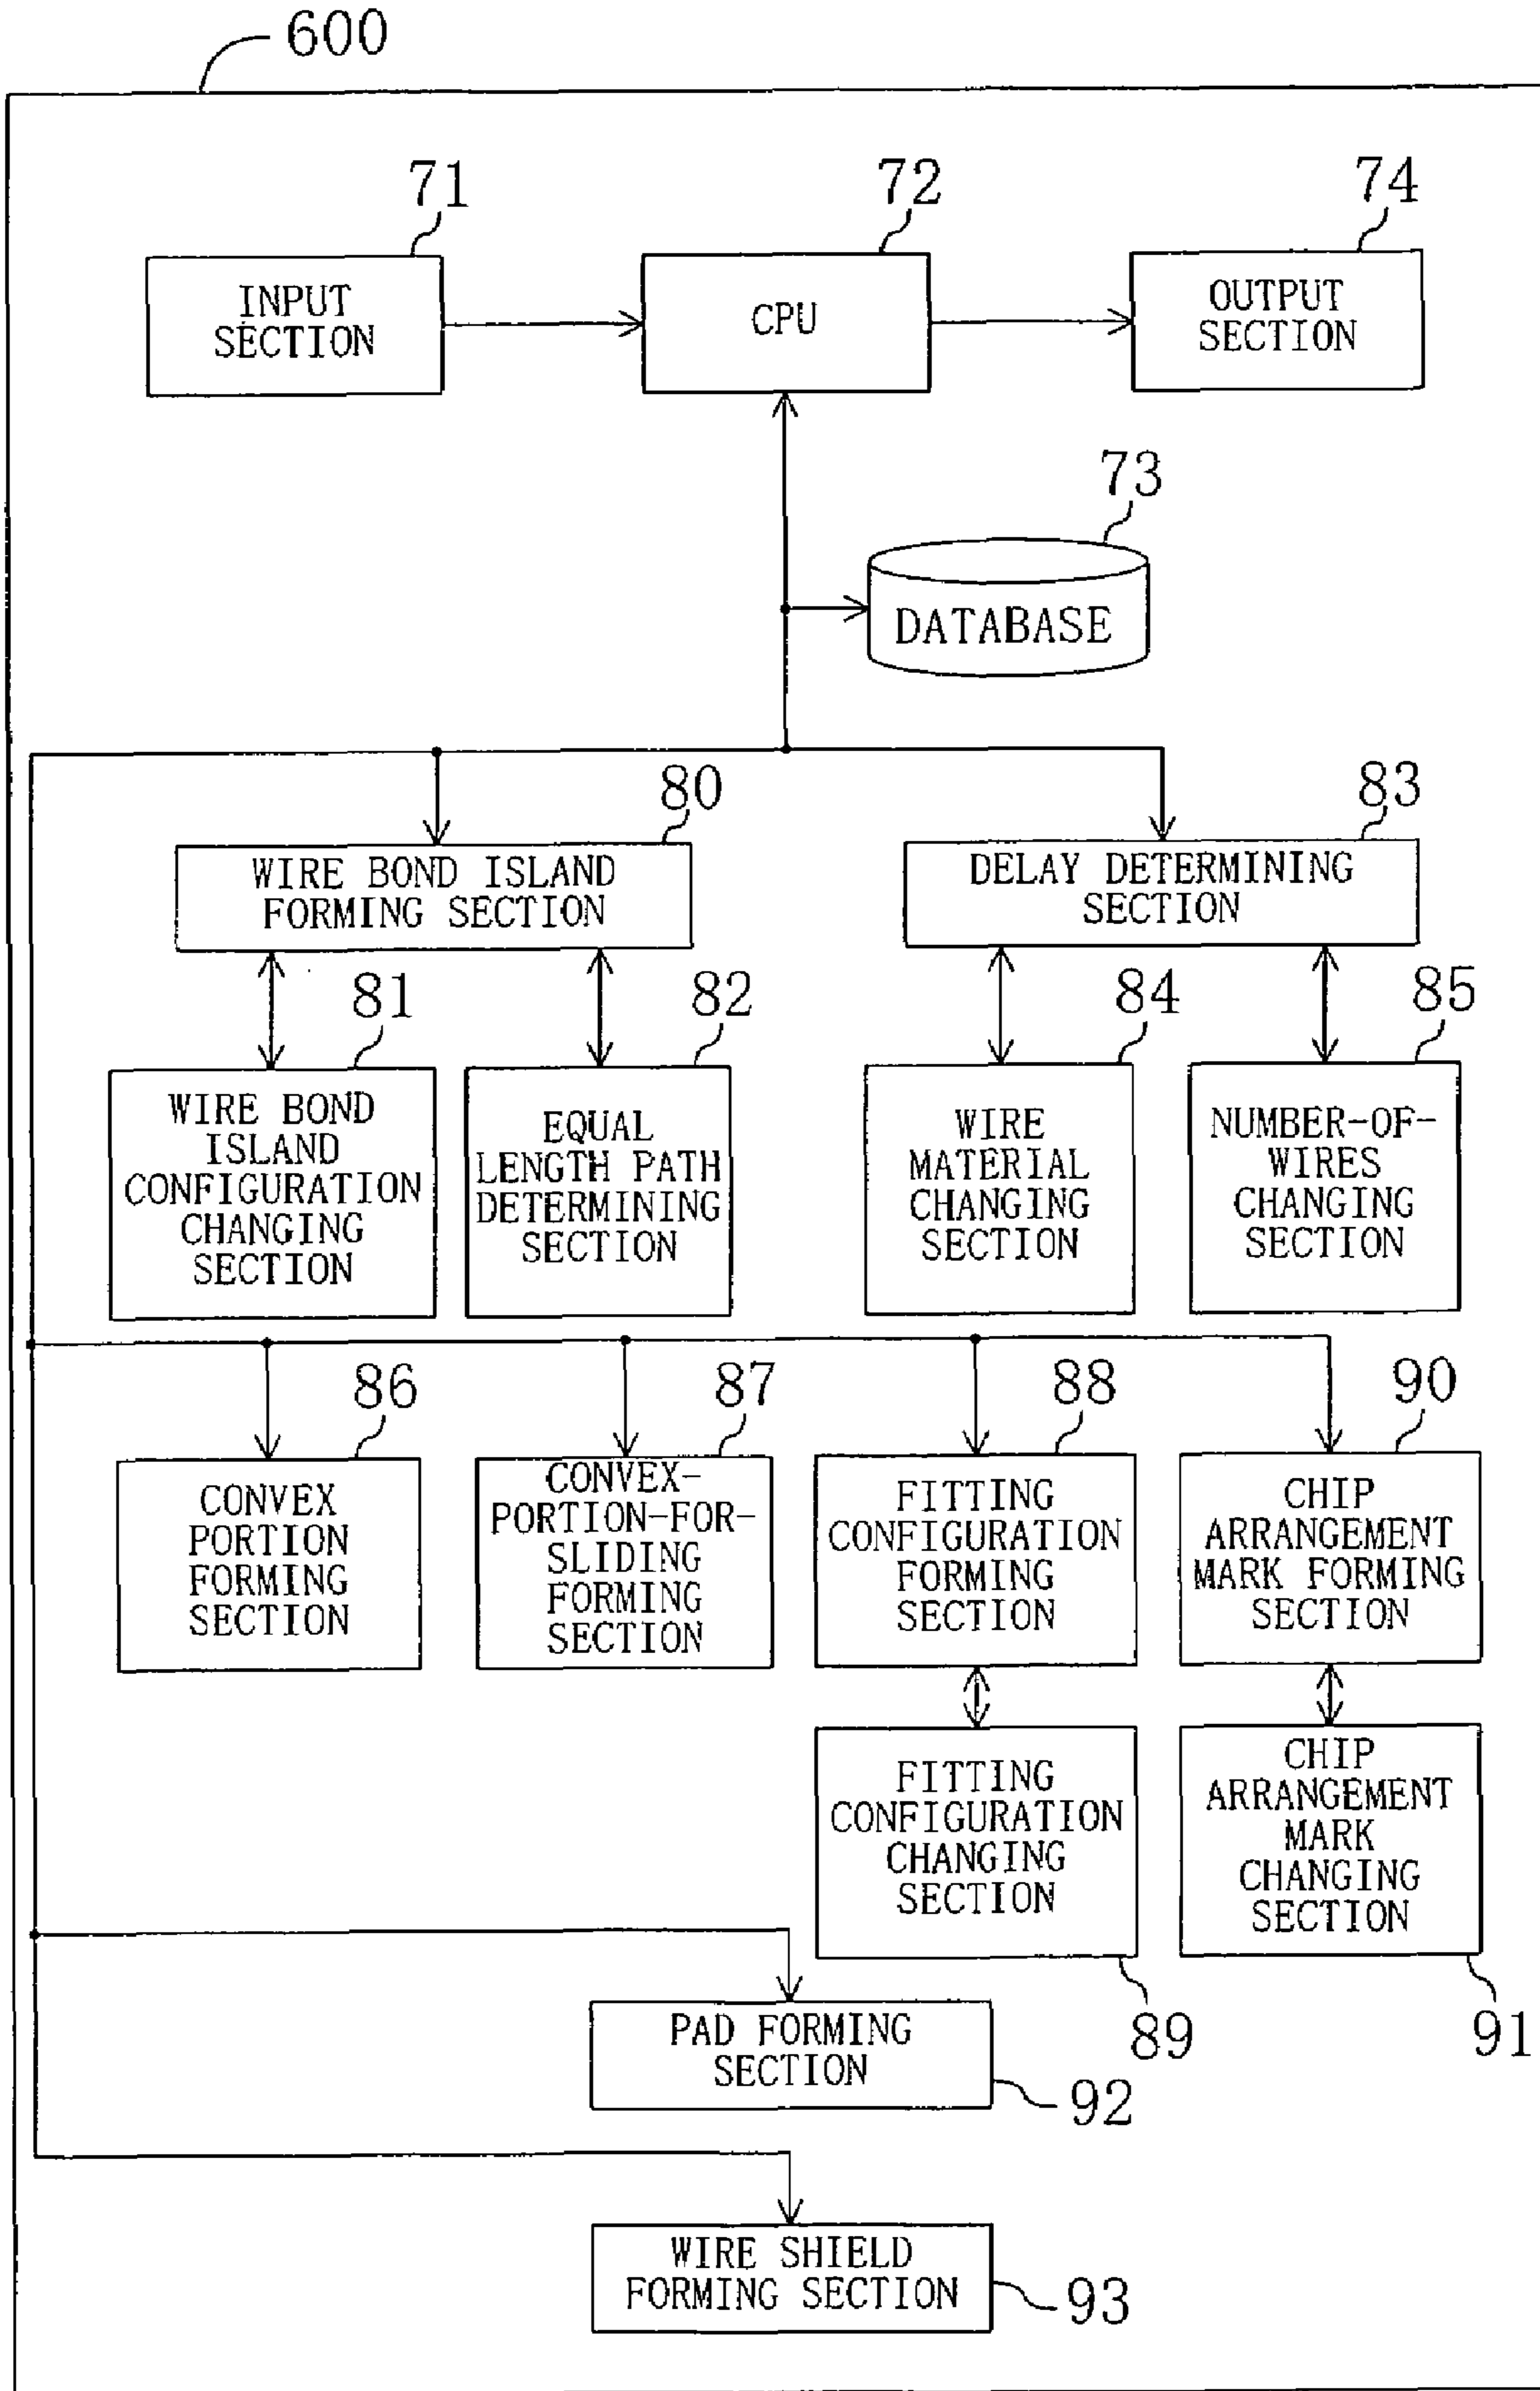 600
71
72
74
INPUT
SECTION
CPU
OUTPUT
SECTION
73
DATABASE
80
83
WIRE BOND ISLAND
FORMING SECTION
DELAY DETERMINING
SECTION
81
82
84
85
WIRE BOND
ISLAND
CONFIGURATION
CHANGING
SECTION
EQUAL
LENGTH PATH
DETERMINING
SECTION
WIRE
MATERIAL
CHANGING
SECTION
NUMBER-OF-
WIRES
CHANGING
SECTION
86
87
88
90
CONVEX
PORTION
FORMING
SECTION
CONVEX-
PORTION-FOR-
SLIDING
FORMING
SECTION
FITTING
CONFIGURATION
FORMING
SECTION
CHIP
ARRANGEMENT
MARK FORMING
SECTION
FITTING
CONFIGURATION
CHANGING
SECTION
CHIP
ARRANGEMENT
MARK
CHANGING
SECTION
89
91
PAD FORMING
SECTION
92
WIRE SHIELD
FORMING SECTION
93